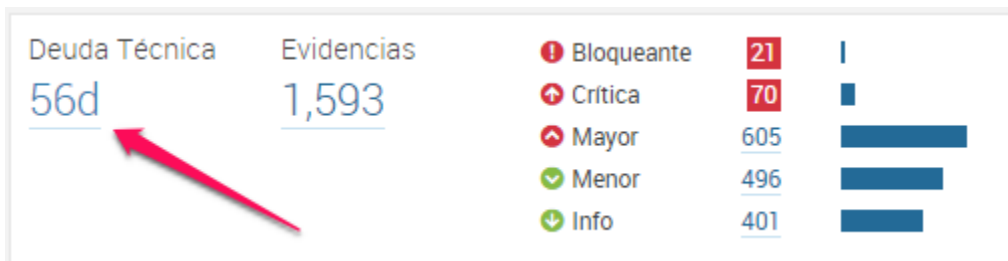 Deuda Técnica
56d
Evidencias
1,593
Bloqueante 21
Crítica 70
Mayor 605
Menor 496
Info 401